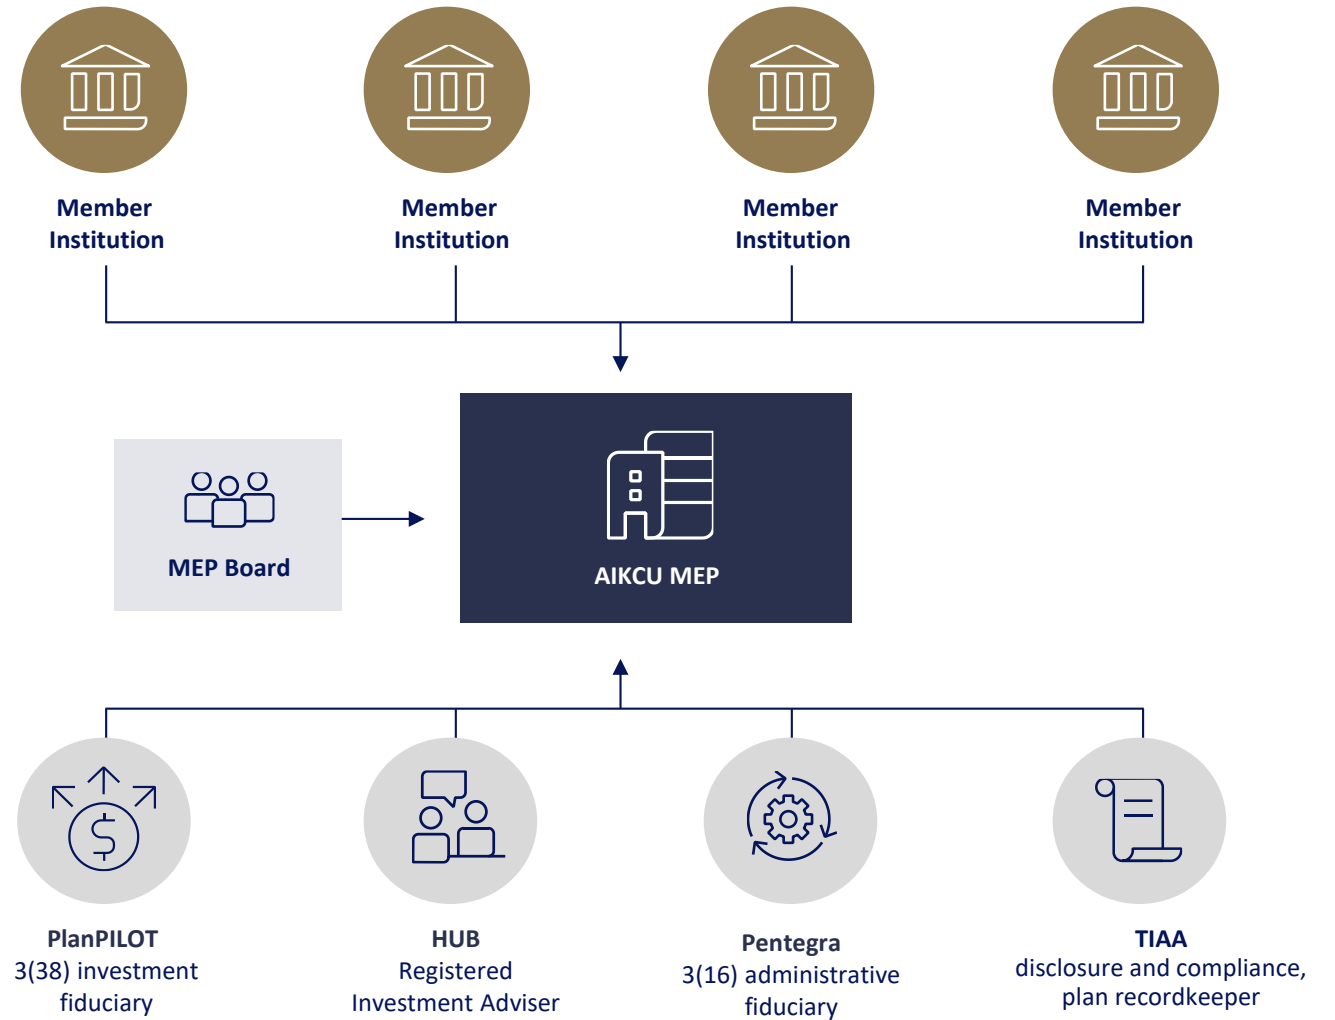 Member
Institution
Member
Institution
Member
Institution
Member
Institution
MEP Board
AIKCU MEP
PlanPILOT
3(38) investment
fiduciary
HUB
Registered
Investment Adviser
Pentegra
3(16) administrative
fiduciary
TIAA
disclosure and compliance,
plan recordkeeper